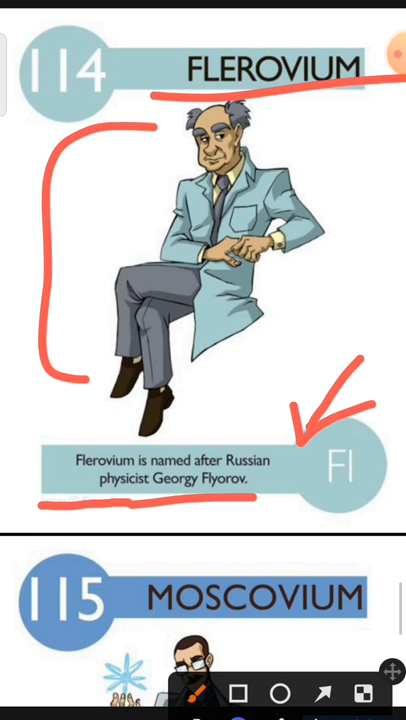 114
FLEROVIUM
Flerovium is named after Russian
physicist Georgy Flyorov.
Fl
115
MOSCOVIUM